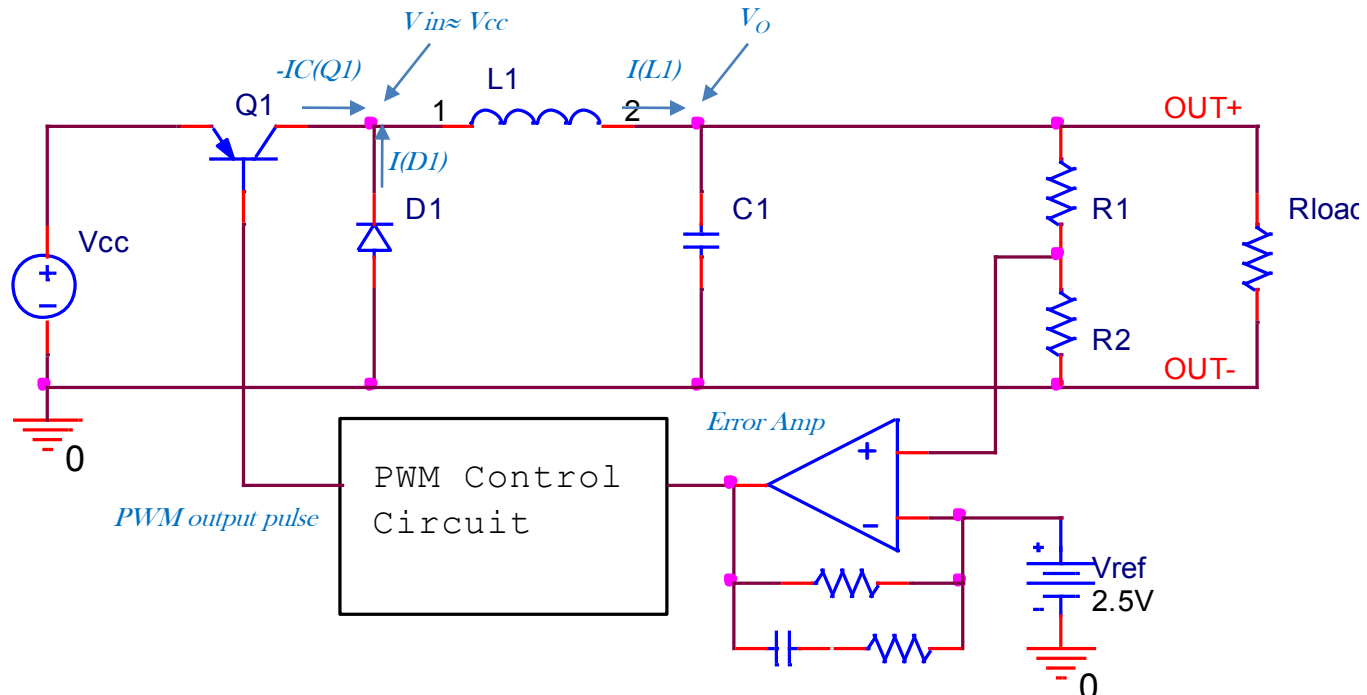 V in≈ Vcc
V_O
-IC(Q1)
L1
I(L1)
Q1
1
2
OUT+
I(D1)
D1
C1
R1
Rload
Vcc
+
−
R2
OUT-
0
Error Amp
PWM Control
Circuit
+
−
PWM output pulse
+
Vref
2.5V
-
0